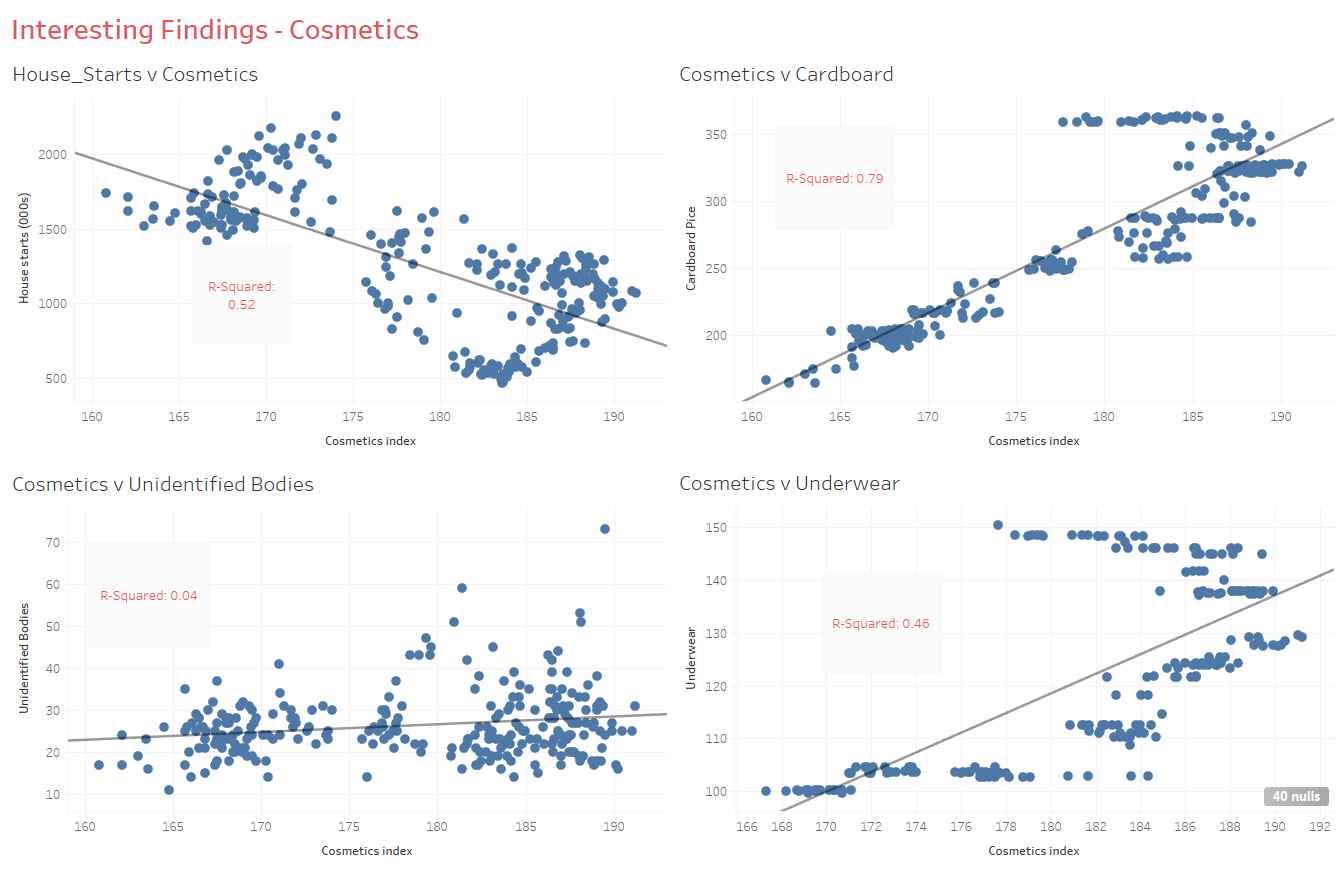 Interesting Findings - Cosmetics
House_Starts v Cosmetics
House starts (000s)
2000
1500
1000
500
R-Squared:
0.52
160 165 170 175 180 185 190
Cosmetics index
Cosmetics v Cardboard
Cardboard Pice
350
300
250
200
R-Squared: 0.79
160 165 170 175 180 185 190
Cosmetics index
Cosmetics v Unidentified Bodies
Unidentified Bodies
70
60
50
40
30
20
10
R-Squared: 0.04
160 165 170 175 180 185 190
Cosmetics index
Cosmetics v Underwear
Underwear
150
140
130
120
110
100
R-Squared: 0.46
40 nulls
166 168 170 172 174 176 178 180 182 184 186 188 190 192
Cosmetics index